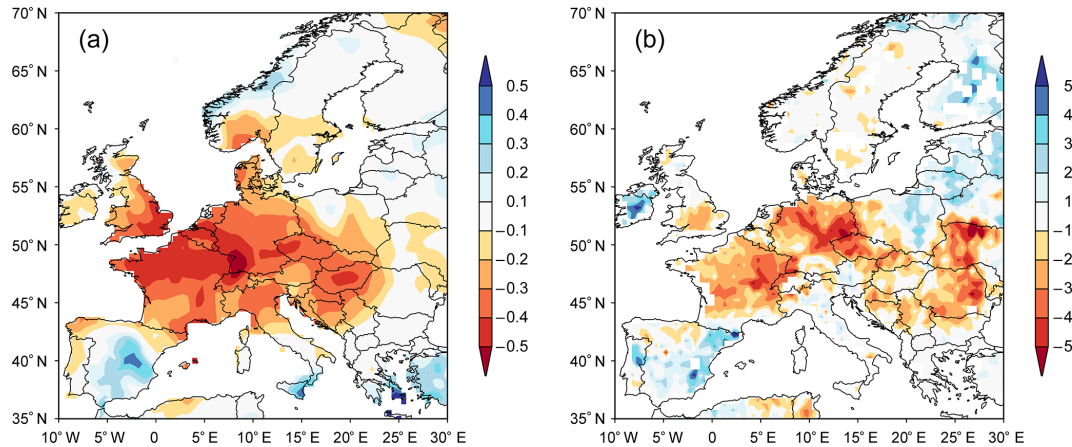 (a)
70° N
65° N
60° N
55° N
50° N
45° N
40° N
35° N
10° W
5° W
0
5° E
10° E
15° E
20° E
25° E
30° E
0.5
0.4
0.3
0.2
0.1
−0.1
−0.2
−0.3
−0.4
−0.5
(b)
70° N
65° N
60° N
55° N
50° N
45° N
40° N
35° N
10° W
5° W
0
5° E
10° E
15° E
20° E
25° E
30° E
5
4
3
2
1
−1
−2
−3
−4
−5